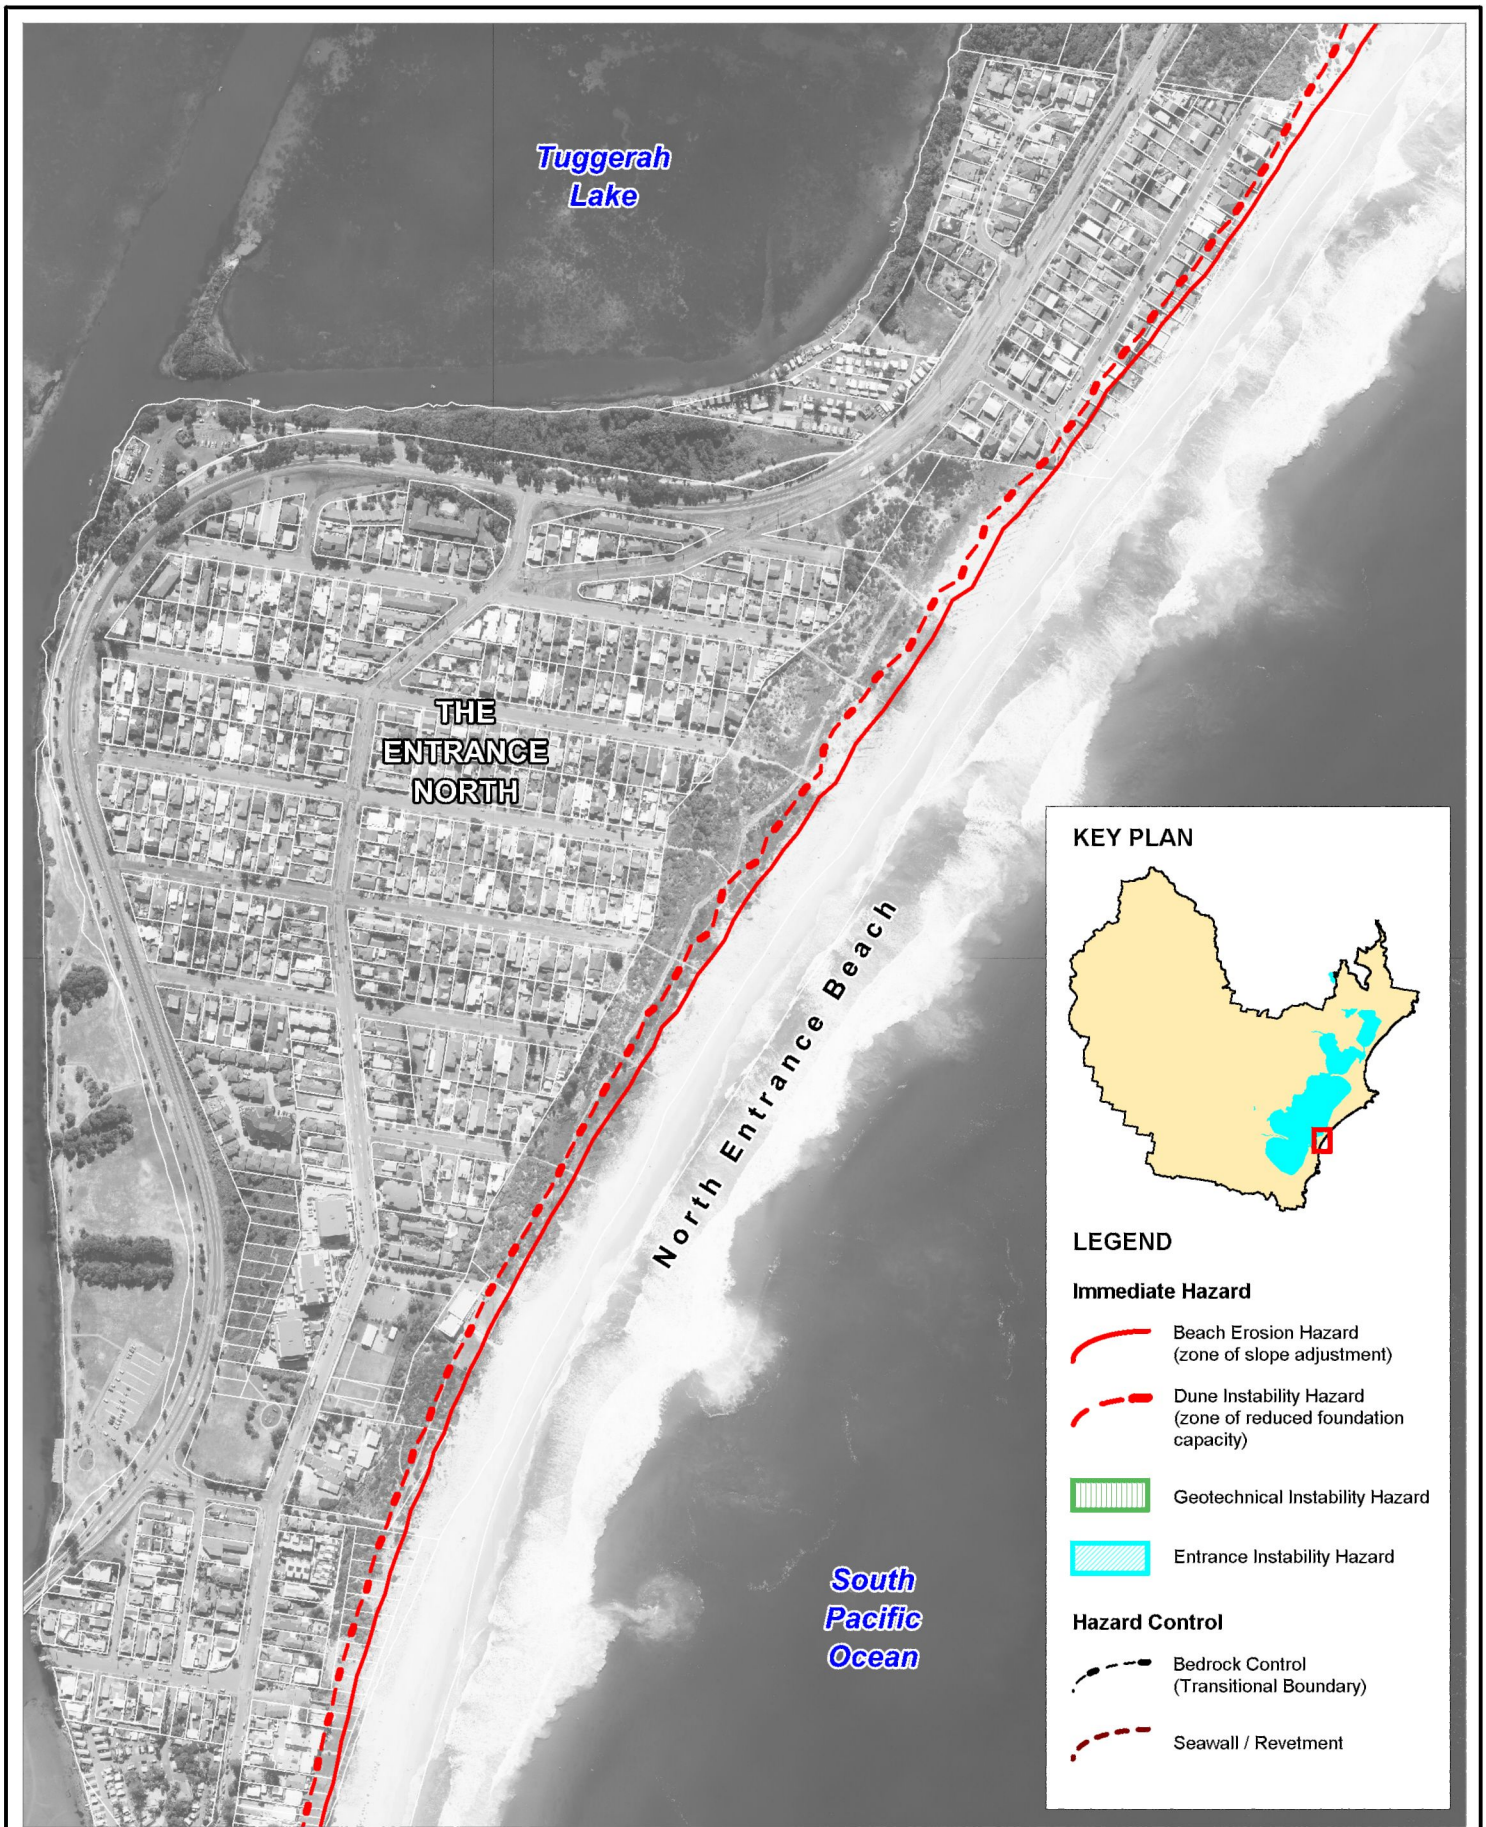 Tuggerah
Lake
THE
ENTRANCE
NORTH
North Entrance Beach
South
Pacific
Ocean
KEY PLAN
LEGEND
Immediate Hazard
Beach Erosion Hazard
(zone of slope adjustment)
Dune Instability Hazard
(zone of reduced foundation
capacity)
Geotechnical Instability Hazard
Entrance Instability Hazard
Hazard Control
Bedrock Control
(Transitional Boundary)
Seawall / Revetment